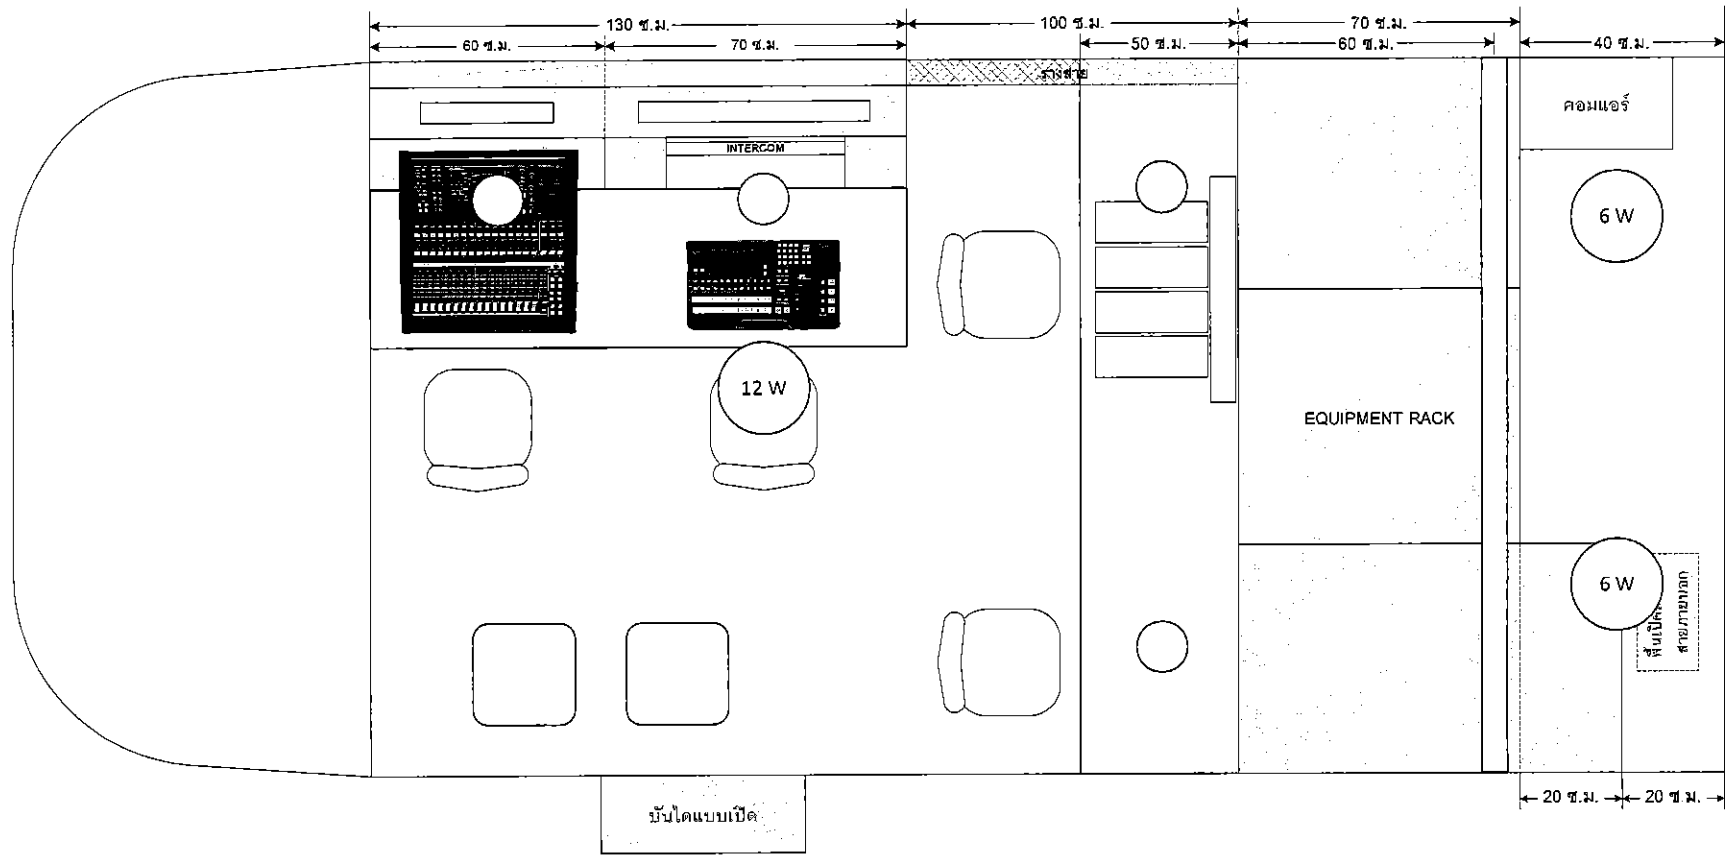 130 ซ.ม.
100 ซ.ม.
70 ซ.ม.
60 ซ.ม.
70 ซ.ม.
50 ซ.ม.
60 ซ.ม.
40 ซ.ม.
รางสาย
คอมแอร์
INTERCOM
6 W
12 W
EQUIPMENT RACK
6 W
สายภายนอก
20 ซ.ม.
20 ซ.ม.
บันไดแบบเปิด